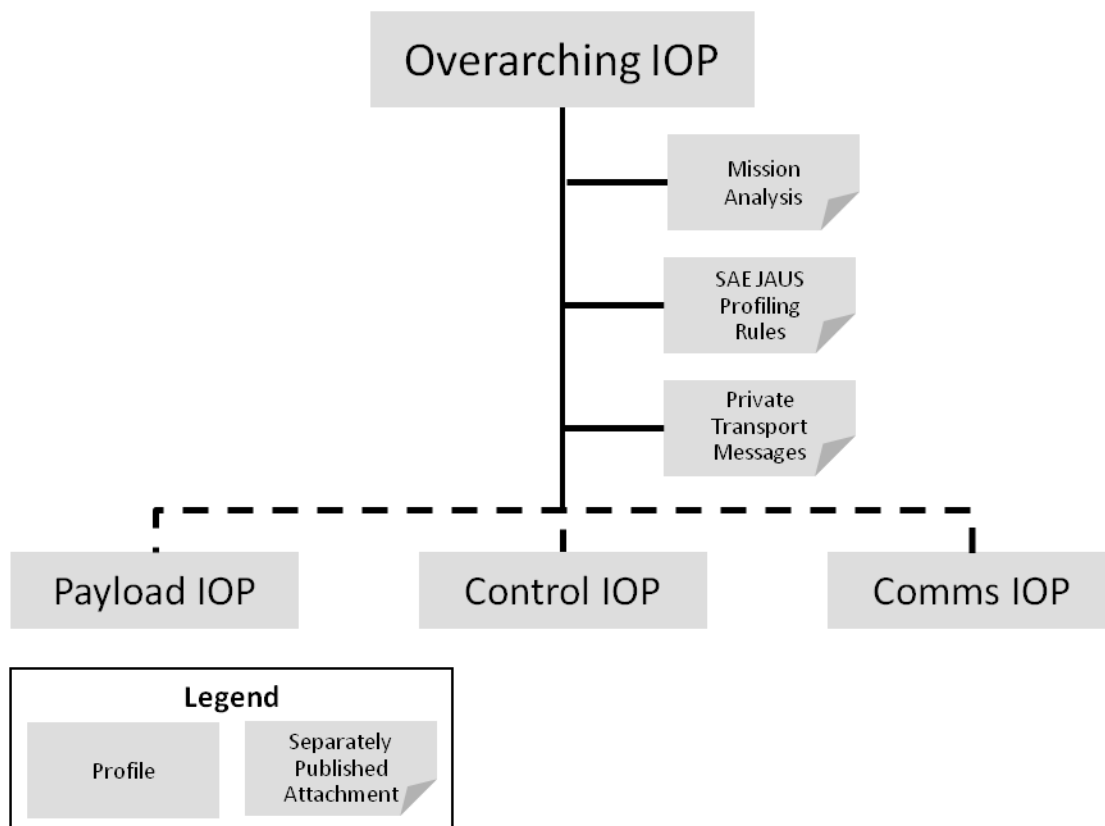 Overarching IOP
Mission
Analysis
SAE JAUS
Profiling
Rules
Private
Transport
Messages
Payload IOP
Control IOP
Comms IOP
Legend
Profile
Separately
Published
Attachment